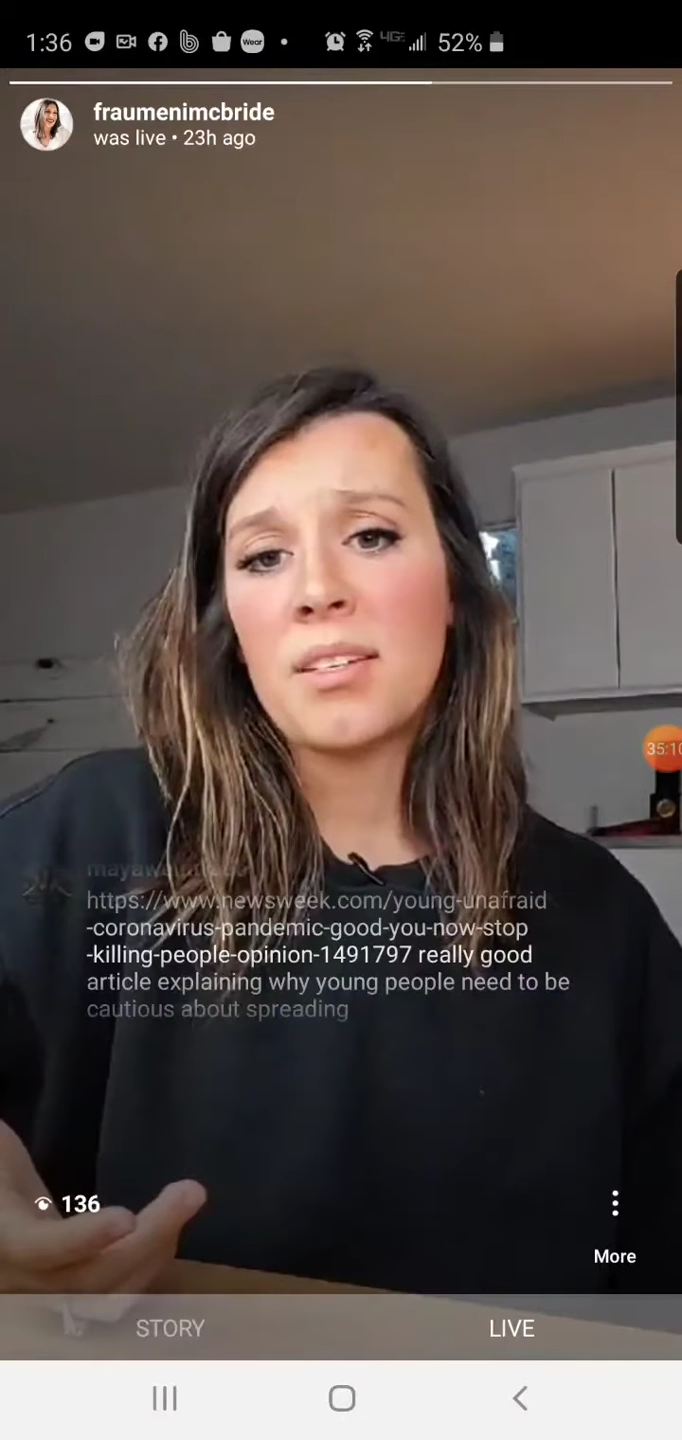 1:36
Wear
4GE
52%
fraumenimcbride
was live • 23h ago
35:10
https://www.newsweek.com/young-unafraid
-coronavirus-pandemic-good-you-now-stop
-killing-people-opinion-1491797 really good
article explaining why young people need to be
cautious about spreading
136
More
STORY
LIVE